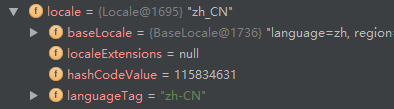 locale = {Locale@1695} "zh_CN"
baseLocale = {BaseLocale@1736} "language=zh, region
localeExtensions = null
hashCodeValue = 115834631
languageTag = "zh-CN"